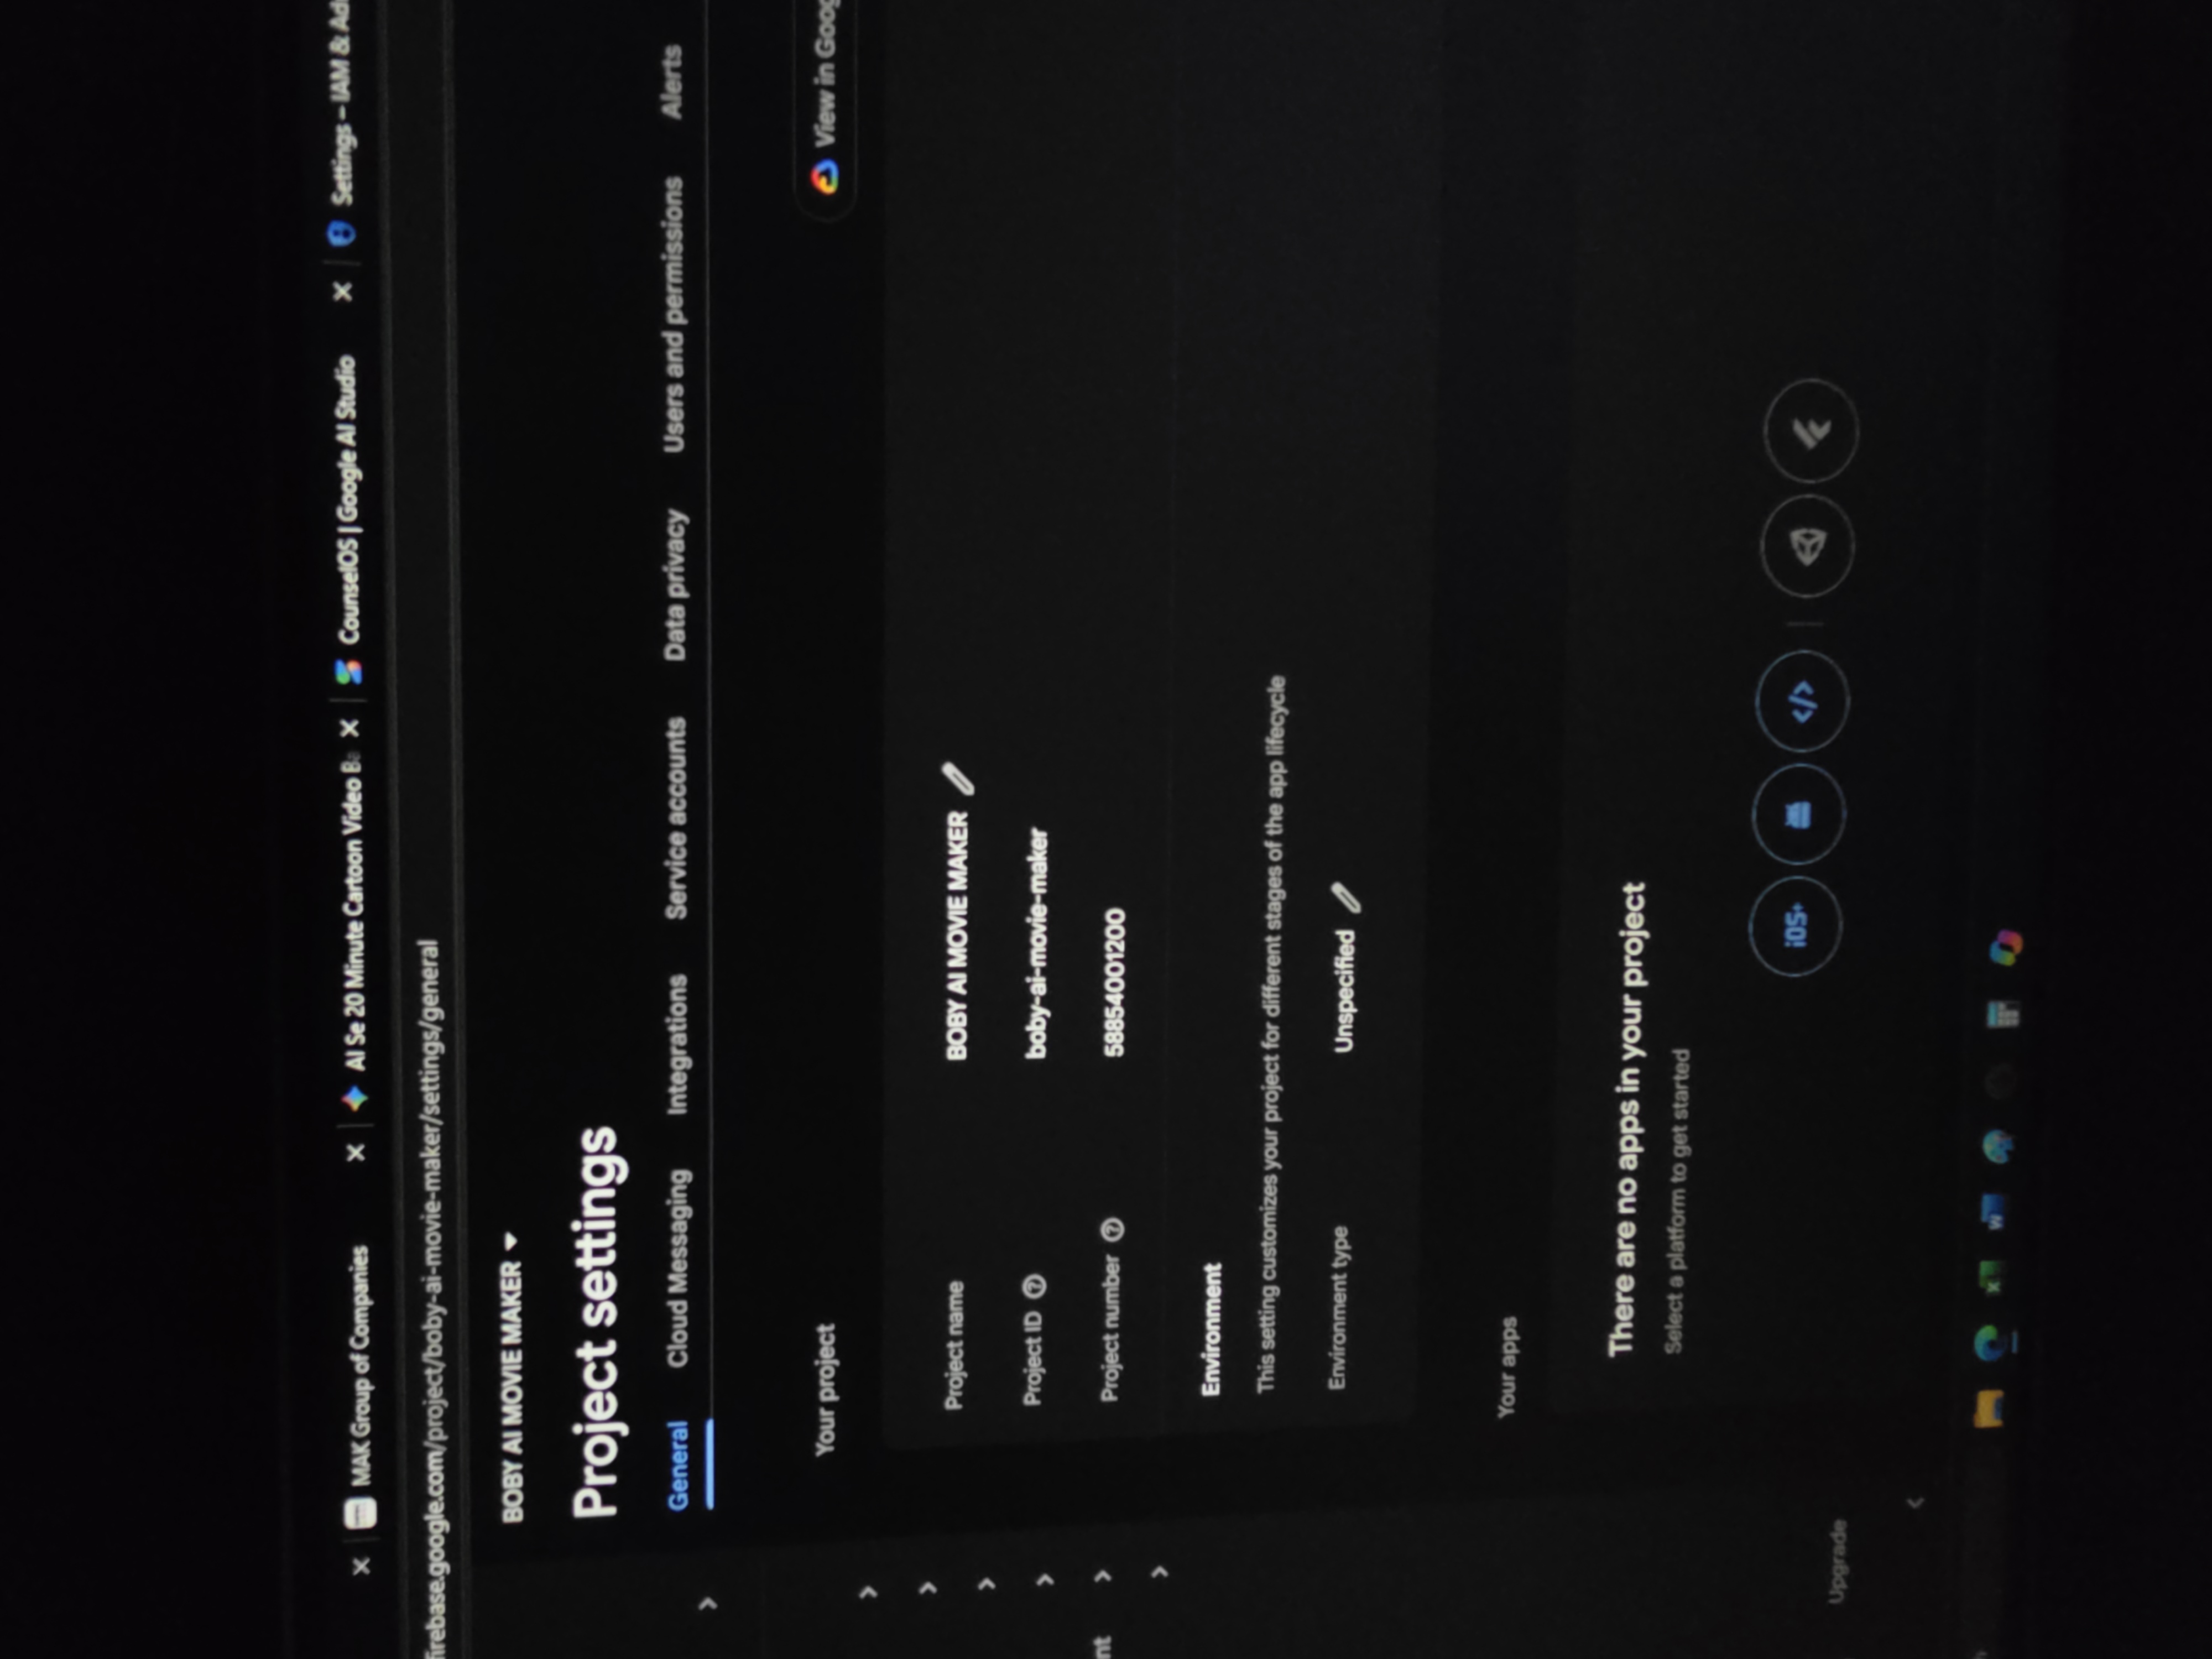 MAK Group of Companies
AI Se 20 Minute Cartoon Video Ba
CounselOS | Google AI Studio
Settings – IAM & Ad
firebase.google.com/project/boby-ai-movie-maker/settings/general
BOBY AI MOVIE MAKER
Project settings
General Cloud Messaging Integrations Service accounts Data privacy Users and permissions Alerts
Your project
View in Goog
Project name BOBY AI MOVIE MAKER
Project ID boby-ai-movie-maker
Project number 58854001200
nt
Environment
This setting customizes your project for different stages of the app lifecycle
Environment type Unspecified
Your apps
There are no apps in your project
Select a platform to get started
iOS+ </>
Upgrade